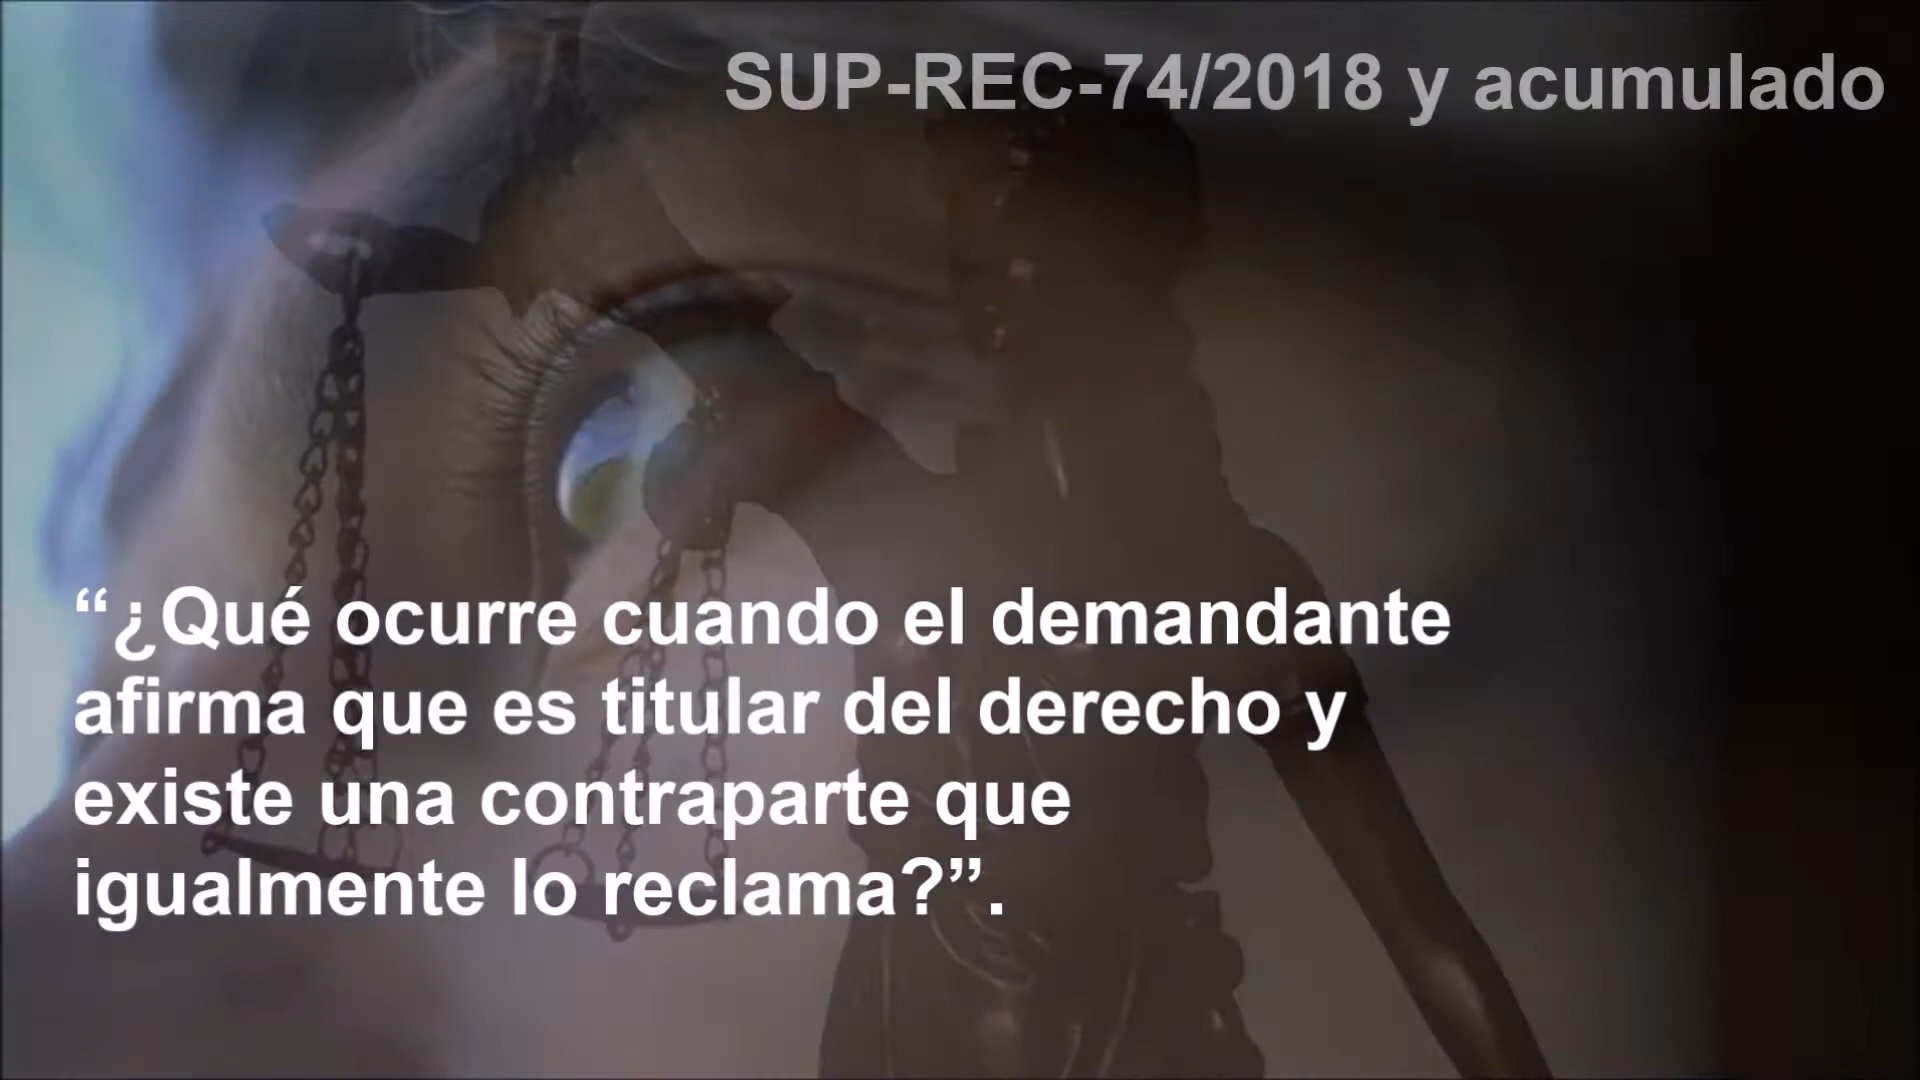 SUP-REC-74/2018 y acumulado
“¿Qué ocurre cuando el demandante
afirma que es titular del derecho y
existe una contraparte que
igualmente lo reclama?”.